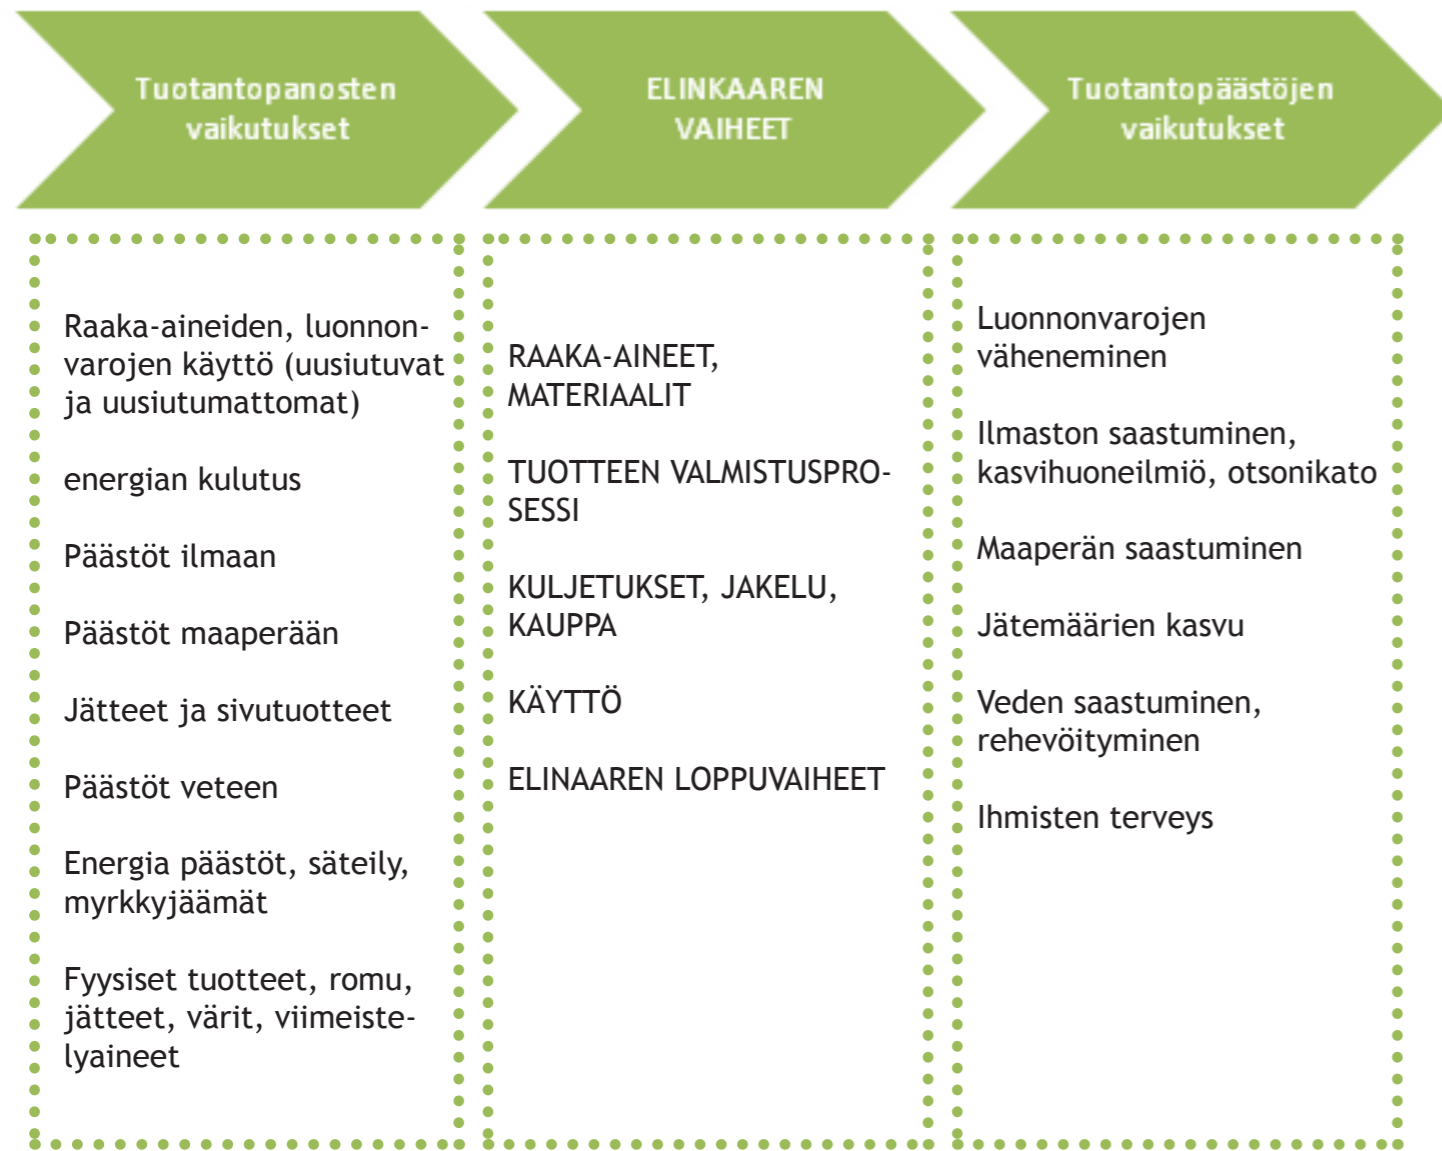 Tuotantopanosten
vaikutukset
ELINKAAREN
VAIHEET
Tuotantopäästöjen
vaikutukset
Raaka-aineiden, luonnon-
varojen käyttö (uusiutuvat
ja uusiutumattomat)
energian kulutus
Päästöt ilmaan
Päästöt maaperään
Jätteet ja sivutuotteet
Päästöt veteen
Energia päästöt, säteily,
myrkkyjäämät
Fyysiset tuotteet, romu,
jätteet, värit, viimeiste-
lyaineet
RAAKA-AINEET,
MATERIAALIT
TUOTTEEN VALMISTUSPRO-
SESSI
KULJETUKSET, JAKELU,
KAUPPA
KÄYTTÖ
ELINAAREN LOPPUVAIHEET
Luonnonvarojen
väheneminen
Ilmaston saastuminen,
kasvihuoneilmiö, otsonikato
Maaperän saastuminen
Jätemäärien kasvu
Veden saastuminen,
rehevöityminen
Ihmisten terveys